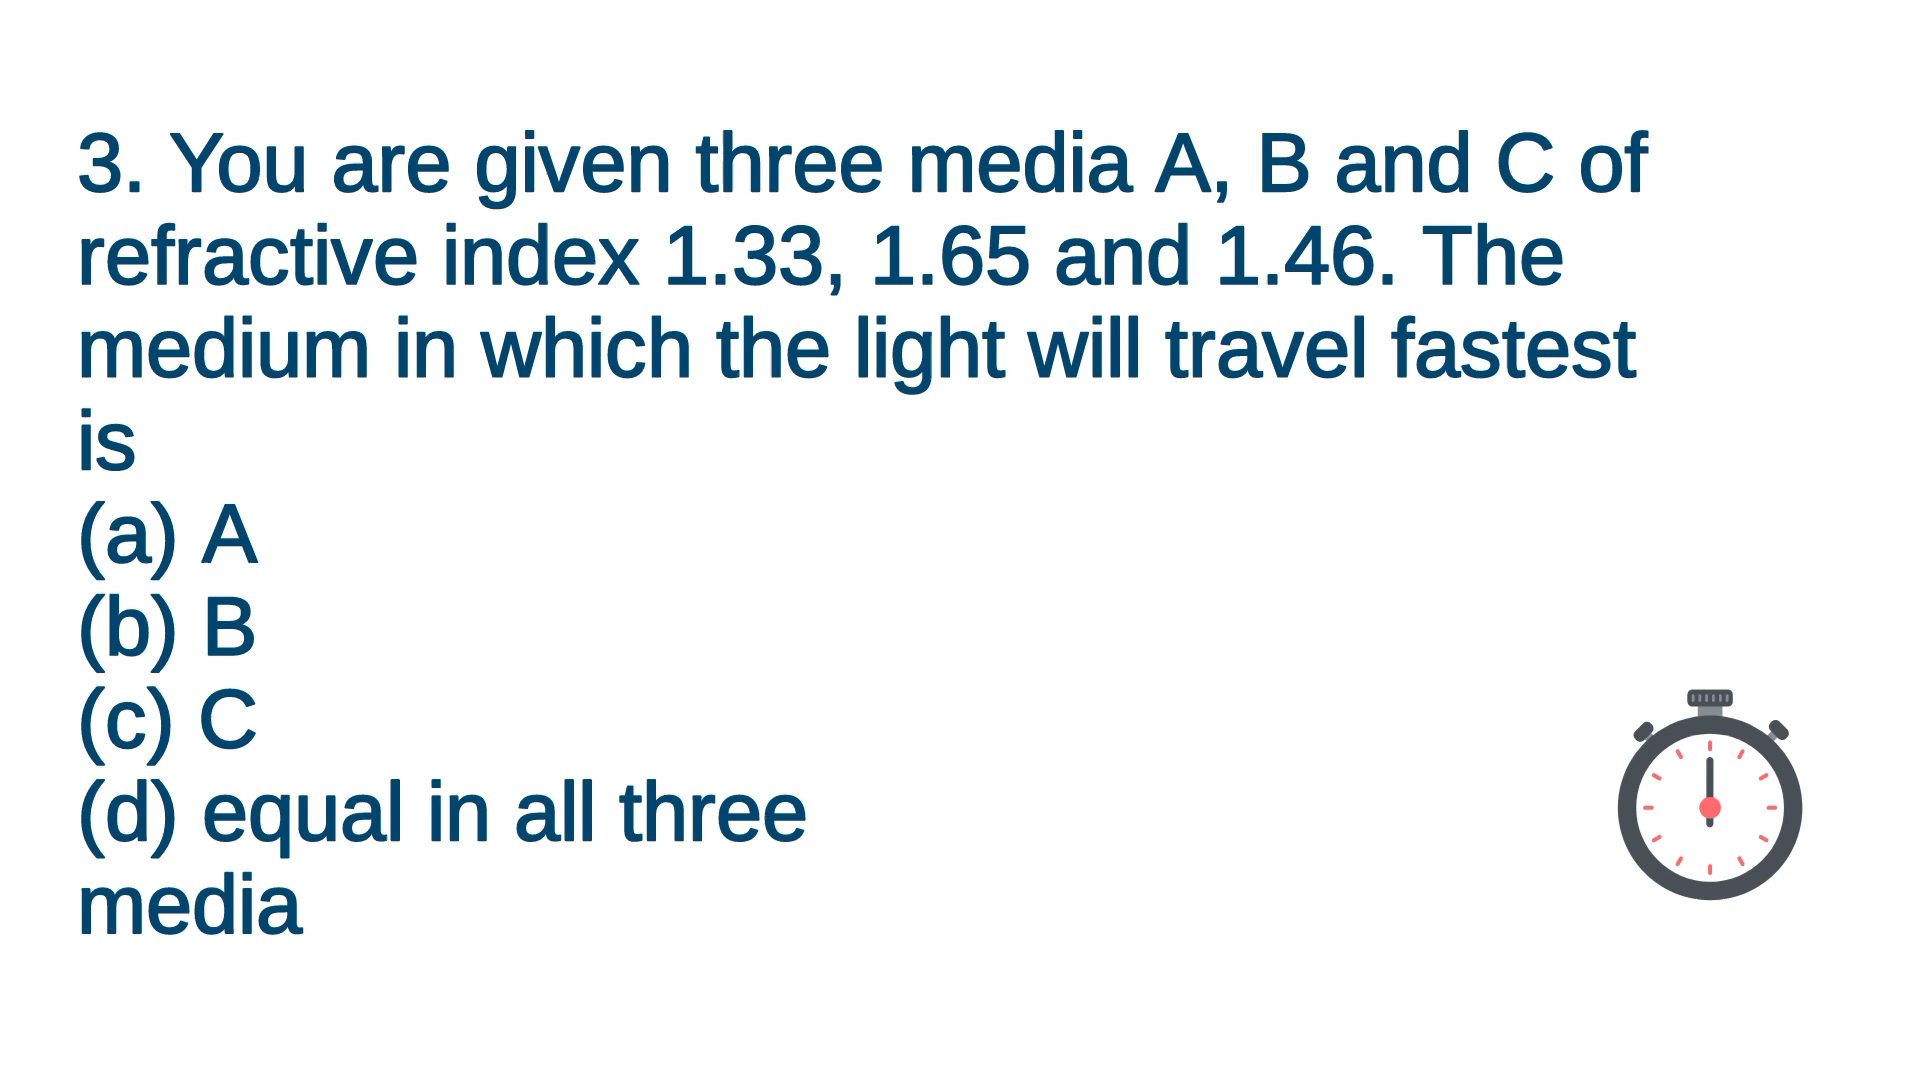 3. You are given three media A, B and C of
refractive index 1.33, 1.65 and 1.46. The
medium in which the light will travel fastest
is
(a) A
(b) B
(c) C
(d) equal in all three
media